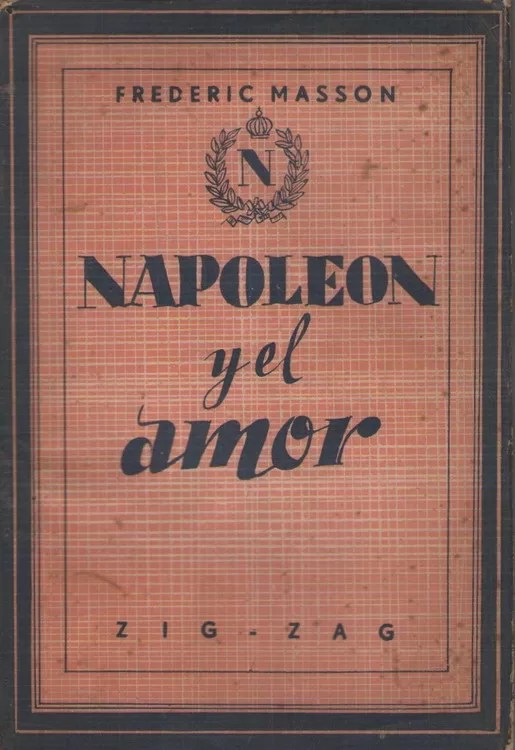 FREDERIC MASSON
N
NAPOLEON
y el
amor
ZIG-ZAG